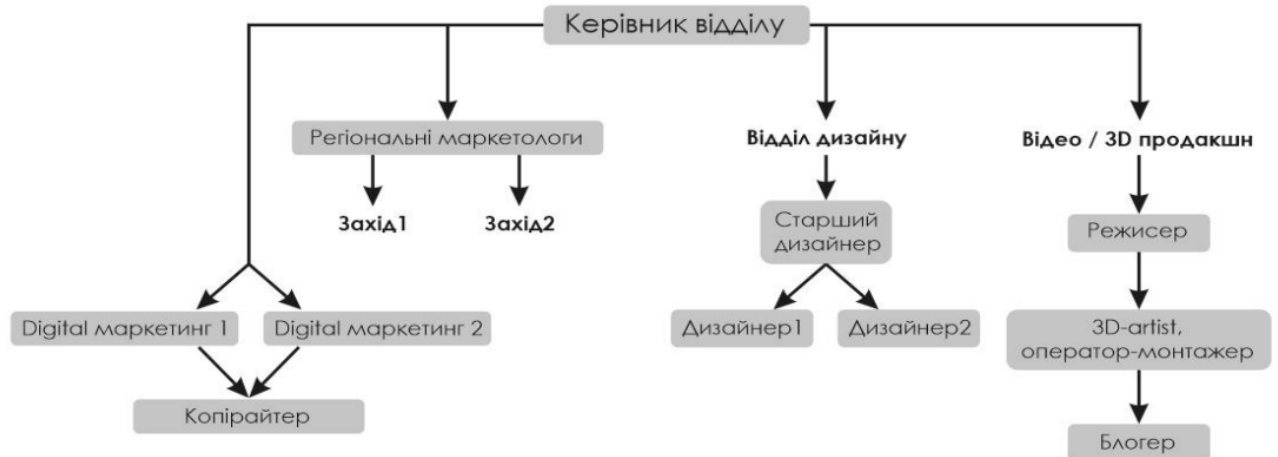 Керівник відділу
Регіональні маркетологи
Відділ дизайну
Відео / 3D продакшн
Захід1
Захід2
Старший
дизайнер
Режисер
Digital маркетинг 1
Digital маркетинг 2
Дизайнер1
Дизайнер2
3D-artist,
оператор-монтажер
Копірайтер
Блогер